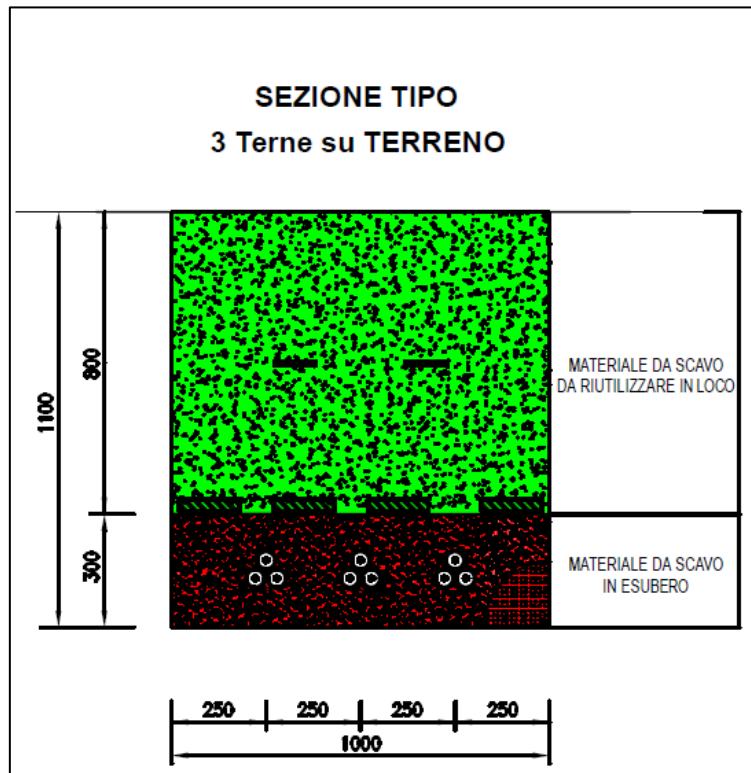 SEZIONE TIPO
3 Terne su TERRENO
1100
800
300
MATERIALE DA SCAVO
DA RIUTILIZZARE IN LOCO
MATERIALE DA SCAVO
IN ESUBERO
250 250 250 250
1000